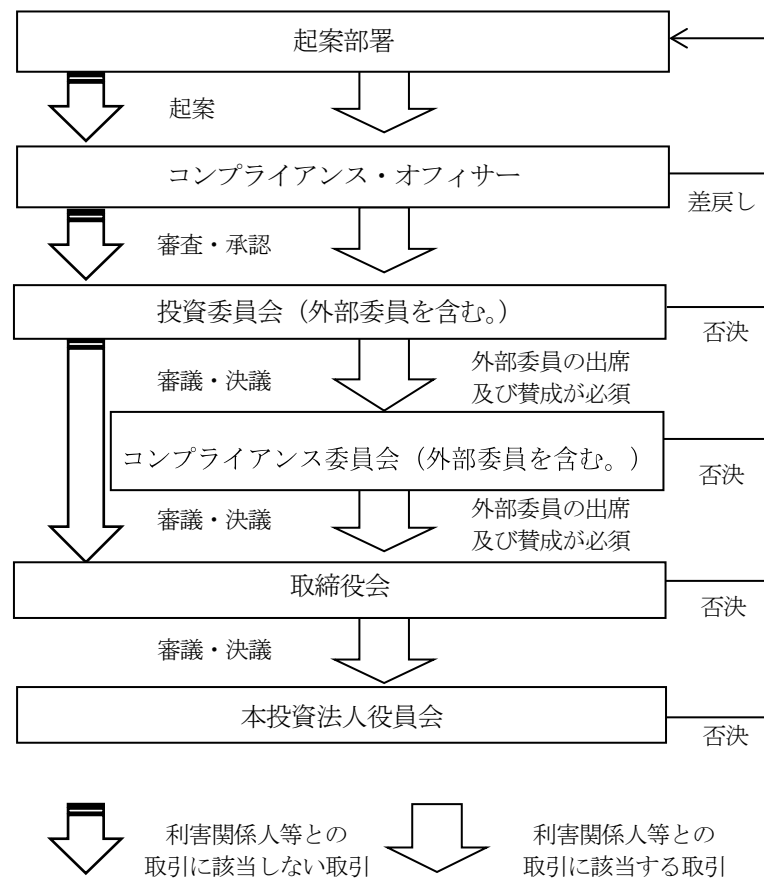 起案部署
起案
コンプライアンス・オフィサー
差戻し
審査・承認
投資委員会（外部委員を含む。）
否決
審議・決議
外部委員の出席
及び賛成が必須
コンプライアンス委員会（外部委員を含む。）
否決
審議・決議
外部委員の出席
及び賛成が必須
取締役会
否決
審議・決議
本投資法人役員会
否決
利害関係人等との
取引に該当しない取引
利害関係人等との
取引に該当する取引